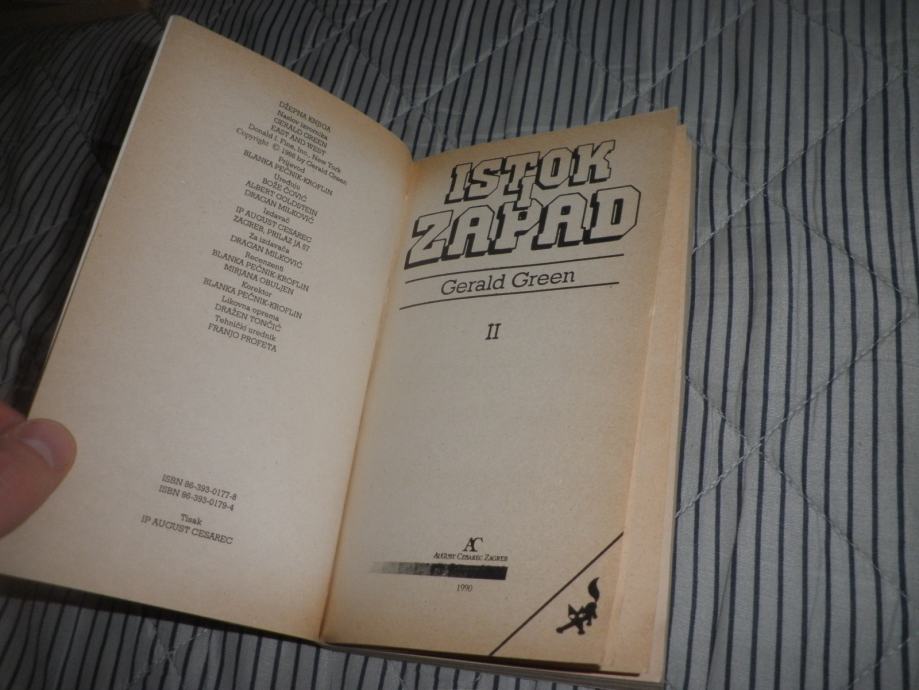 DŽEPNA KNJIGA
Naslov izvornika
GERALD GREEN
EAST AND WEST
Donald I. Fine, Inc., New York
Copyright © 1986 by Gerald Green
Prijevod
BLANKA PEČNIK-KROFLIN
Uređuju
BOŽE ČOVIĆ
ALBERT GOLDSTEIN
DRAGAN MILKOVIĆ
Izdavač
IP AUGUST CESAREC
ZAGREB, PRILAZ JA 57
Za izdavača
DRAGAN MILKOVIĆ
Recenzenti
BLANKA PEČNIK-KROFLIN
MIRJANA OBULJEN
Korektor
BLANKA PEČNIK-KROFLIN
Likovna oprema
DRAŽEN TONČIĆ
Tehnički urednik
FRANJO PROFETA
ISBN 86-393-0177-8
ISBN 86-393-0179-4
Tisak
IP AUGUST CESAREC
ISTOK
I
ZAPAD
Gerald Green
II
AC
AUGUST CESAREC ZAGREB
1990